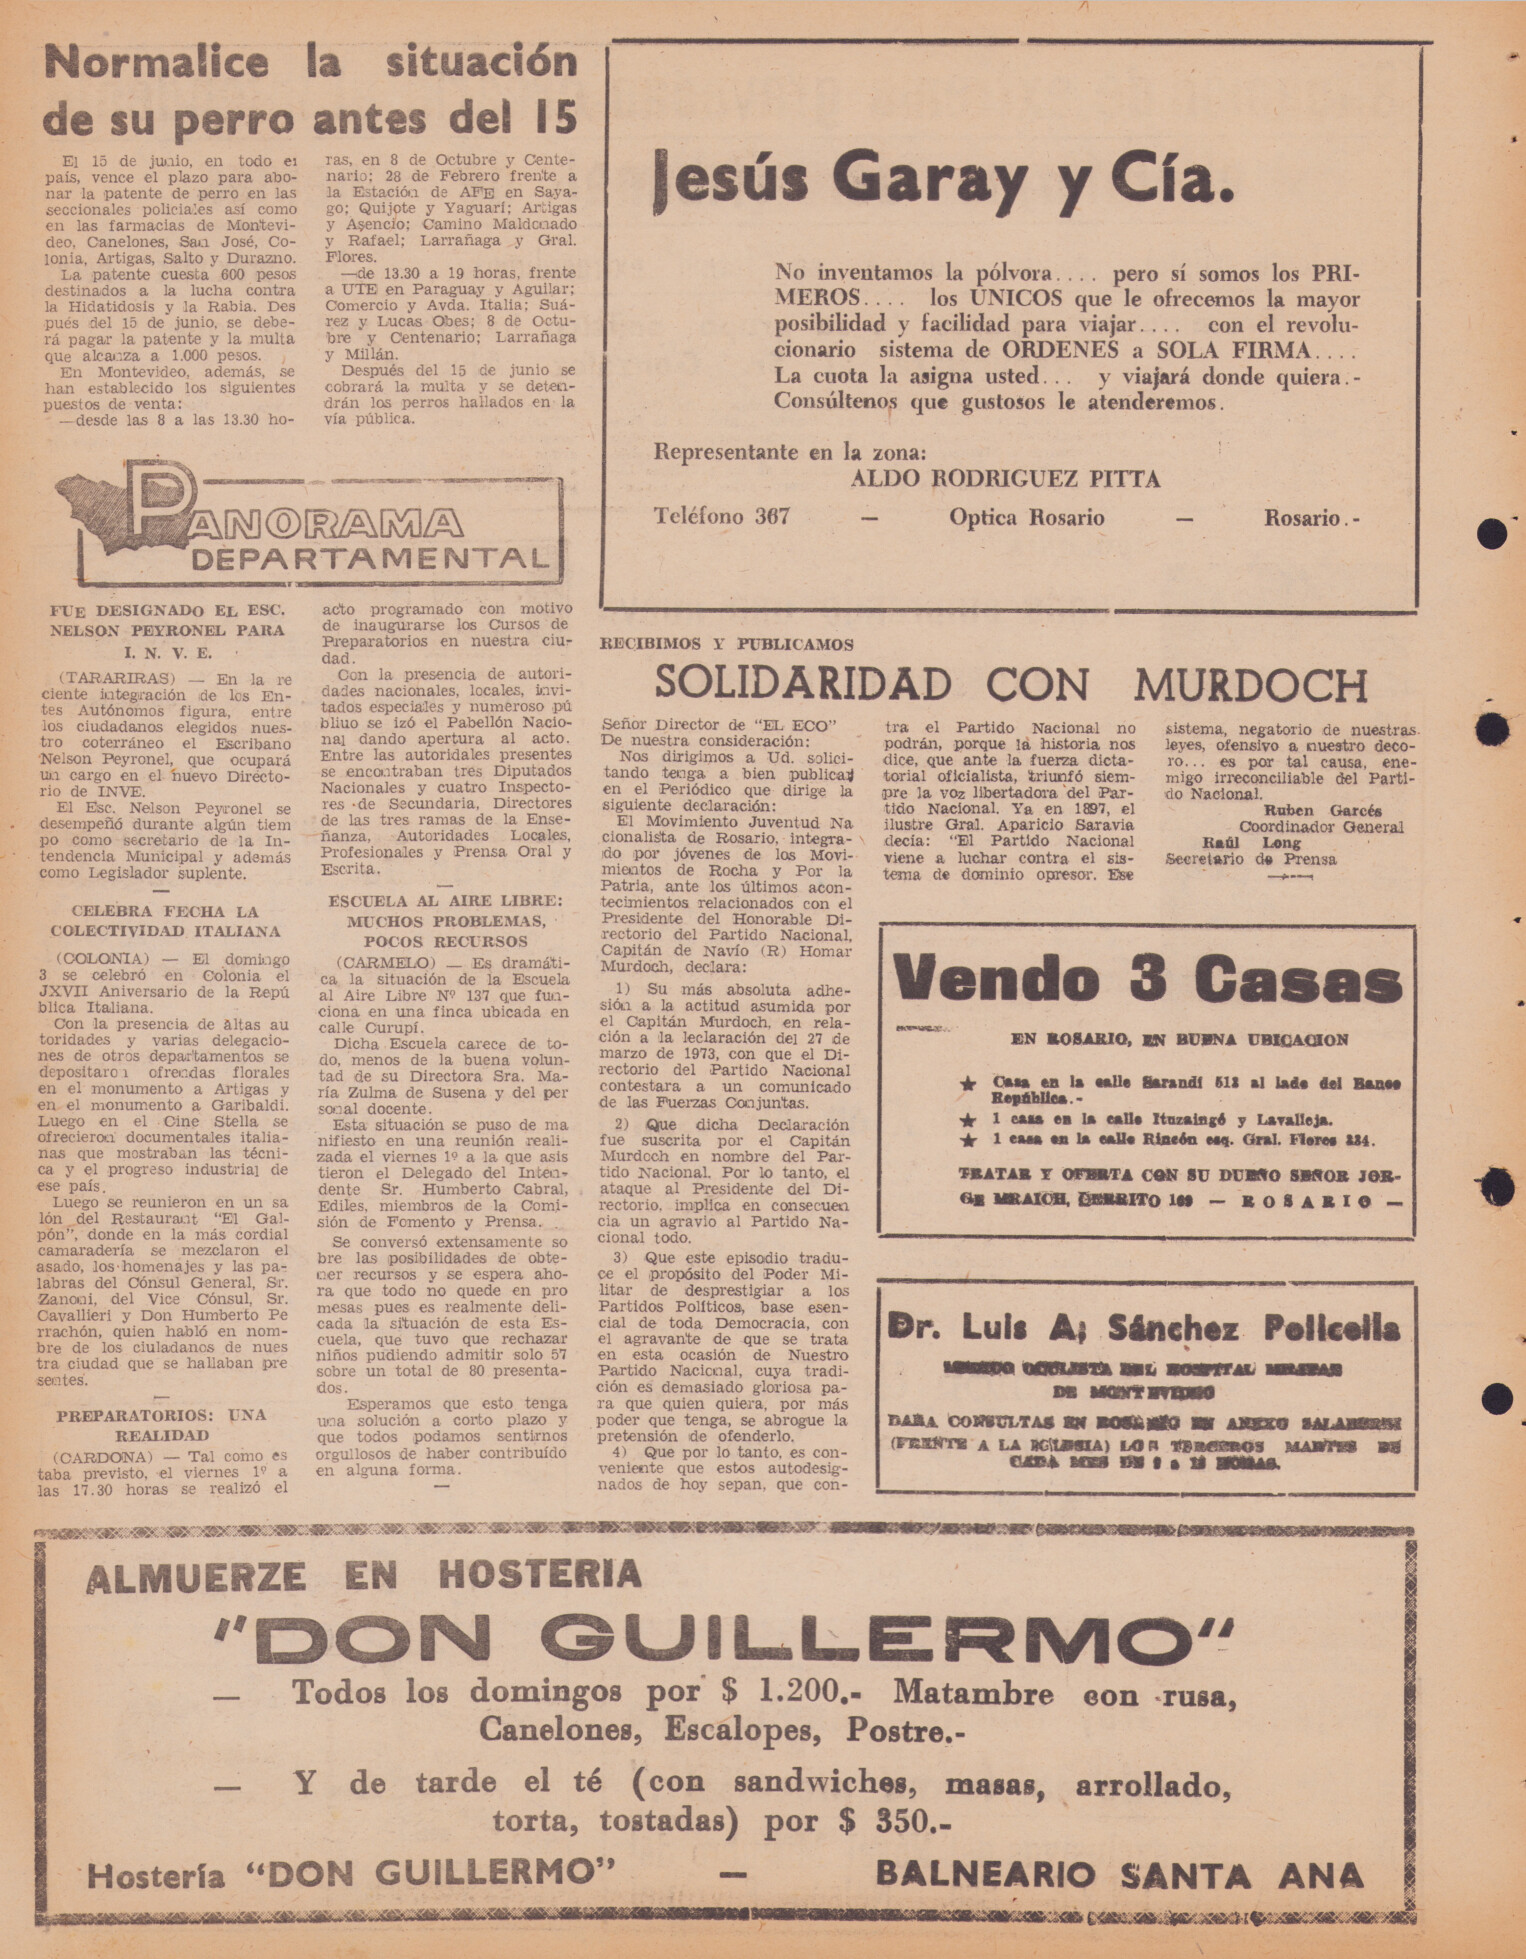 Normalice la situación
de su perro antes del 15
El 15 de junio, en todo el
país, vence el plazo para abo-
nar la patente de perro en las
seccionales policiales así como
en las farmacias de Montevi-
deo, Canelones, San José, Co-
lonia, Artigas, Salto y Durazno.
La patente cuesta 600 pesos
destinados a la lucha contra
la Hidatidosis y la Rabia. Des
pués del 15 de junio, se debe-
rá pagar la patente y la multa
que alcanza a 1.000 pesos.
En Montevideo, además, se
han establecido los siguientes
puestos de venta:
—desde las 8 a las 13.30 ho-
ras, en 8 de Octubre y Cente-
nario; 28 de Febrero frente a
la Estación de AFE en Saya-
go; Quijote y Yaguarí; Artigas
y Asencio; Camino Maldonado
y Rafael; Larrañaga y Gral.
Flores.
—de 13.30 a 19 horas, frente
a UTE en Paraguay y Aguilar;
Comercio y Avda. Italia; Suá-
rez y Lucas Obes; 8 de Octu-
bre y Centenario; Larrañaga
y Millán.
Después del 15 de junio se
cobrará la multa y se deten-
drán los perros hallados en la
vía pública.
Jesús Garay y Cía.
No inventamos la pólvora.... pero sí somos los PRI-
MEROS.... los UNICOS que le ofrecemos la mayor
posibilidad y facilidad para viajar.... con el revolu-
cionario sistema de ORDENES a SOLA FIRMA....
La cuota la asigna usted... y viajará donde quiera.-
Consúltenos que gustosos le atenderemos.
Representante en la zona:
ALDO RODRIGUEZ PITTA
Teléfono 367 — Optica Rosario — Rosario.-
PANORAMA
DEPARTAMENTAL
FUE DESIGNADO EL ESC.
NELSON PEYRONEL PARA
I. N. V. E.
(TARARIRAS) — En la re
ciente integración de los En-
tes Autónomos figura, entre
los ciudadanos elegidos nues-
tro coterráneo el Escribano
Nelson Peyronel, que ocupará
un cargo en el nuevo Directo-
rio de INVE.
El Esc. Nelson Peyronel se
desempeñó durante algún tiem
po como secretario de la In-
tendencia Municipal y además
como Legislador suplente.
—
CELEBRA FECHA LA
COLECTIVIDAD ITALIANA
(COLONIA) — El domingo
3 se celebró en Colonia el
JXVII Aniversario de la Repú
blica Italiana.
Con la presencia de altas au
toridades y varias delegacio-
nes de otros departamentos se
depositaron ofrendas florales
en el monumento a Artigas y
en el monumento a Garibaldi.
Luego en el Cine Stella se
ofrecieron documentales italia-
nas que mostraban las técni-
ca y el progreso industrial de
ese país.
Luego se reunieron en un sa
lón del Restaurant "El Gal-
pón", donde en la más cordial
camaradería se mezclaron el
asado, los homenajes y las pa-
labras del Cónsul General, Sr.
Zanoni, del Vice Cónsul, Sr.
Cavallieri y Don Humberto Pe
rrachón, quien habló en nom-
bre de los ciuladanos de nues
tra ciudad que se hallaban pre
sentes.
—
PREPARATORIOS: UNA
REALIDAD
(CARDONA) — Tal como es
taba previsto, el viernes 1º a
las 17.30 horas se realizó el
acto programado con motivo
de inaugurarse los Cursos de
Preparatorios en nuestra ciu-
dad.
Con la presencia de autori-
dades nacionales, locales, invi-
tados especiales y numeroso pú
bliuo se izó el Pabellón Nacio-
nal dando apertura al acto.
Entre las autoridales presentes
se encontraban tres Diputados
Nacionales y cuatro Inspecto-
res de Secundaria, Directores
de las tres ramas de la Ense-
ñanza, Autoridades Locales,
Profesionales y Prensa Oral y
Escrita.
—
ESCUELA AL AIRE LIBRE:
MUCHOS PROBLEMAS,
POCOS RECURSOS
(CARMELO) — Es dramáti-
ca la situación de la Escuela
al Aire Libre Nº 137 que fun-
ciona en una finca ubicada en
calle Curupí.
Dicha Escuela carece de to-
do, menos de la buena volun-
tad de su Directora Sra. Ma-
ría Zulma de Susena y del per
sonal docente.
Esta situación se puso de ma
nifiesto en una reunión reali-
zada el viernes 1º a la que asis
tieron el Delegado del Inten-
dente Sr. Humberto Cabral,
Ediles, miembros de la Comi-
sión de Fomento y Prensa.
Se conversó extensamente so
bre las posibilidades de obte-
ner recursos y se espera aho-
ra que todo no quede en pro
mesas pues es realmente deli-
cada la situación de esta Es-
cuela, que tuvo que rechazar
niños pudiendo admitir solo 57
sobre un total de 80 presenta-
dos.
Esperamos que esto tenga
una solución a corto plazo y
que todos podamos sentirnos
orgullosos de haber contribuído
en alguna forma.
—
RECIBIMOS Y PUBLICAMOS
SOLIDARIDAD CON MURDOCH
Señor Director de "EL ECO"
De nuestra consideración:
Nos dirigimos a Ud. solici-
tando tenga a bien publicar
en el Periódico que dirige la
siguiente declaración:
El Movimiento Juventud Na
cionalista de Rosario, integra-
do por jóvenes de los Movi-
mientos de Rocha y Por la
Patria, ante los últimos acon-
tecimientos relacionados con el
Presidente del Honorable Di-
rectorio del Partido Nacional,
Capitán de Navío (R) Homar
Murdoch, declara:
1) Su más absoluta adhe-
sión a la actitud asumida por
el Capitán Murdoch, en rela-
ción a la leclaración del 27 de
marzo de 1973, con que el Di-
rectorio del Partido Nacional
contestara a un comunicado
de las Fuerzas Conjuntas.
2) Que dicha Declaración
fue suscrita por el Capitán
Murdoch en nombre del Par-
tido Nacional. Por lo tanto, el
ataque al Presidente del Di-
rectorio, implica en consecuen
cia un agravio al Partido Na-
cional todo.
3) Que este episodio tradu-
ce el propósito del Poder Mi-
litar de desprestigiar a los
Partidos Políticos, base esen-
cial de toda Democracia, con
el agravante de que se trata
en esta ocasión de Nuestro
Partido Nacional, cuya tradi-
ción es demasiado gloriosa pa-
ra que quien quiera, por más
poder que tenga, se abrogue la
pretensión de ofenderlo.
4) Que por lo tanto, es con-
veniente que estos autodesig-
nados de hoy sepan, que con-
tra el Partido Nacional no
podrán, porque la historia nos
dice, que ante la fuerza dicta-
torial oficialista, triunfó siem-
pre la voz libertadora del Par-
tido Nacional. Ya en 1897, el
ilustre Gral. Aparicio Saravia
decía: "El Partido Nacional
viene a luchar contra el sis-
tema de dominio opresor. Ese
sistema, negatorio de nuestras
leyes, ofensivo a nuestro deco-
ro... es por tal causa, ene-
migo irreconciliable del Parti-
do Nacional.
Ruben Garcés
Coordinador General
Raúl Long
Secretario de Prensa
Vendo 3 Casas
EN ROSARIO, EN BUENA UBICACION
★ Casa en la calle Sarandí 513 al lado del Banco
República.-
★ 1 casa en la calle Ituzaingó y Lavalleja.
★ 1 casa en la calle Rincón esq. Gral. Flores 234.
TRATAR Y OFERTA CON SU DUEÑO SEÑOR JOR-
GE MRAICH, CERRITO 169 — ROSARIO —
Dr. Luis A. Sánchez Policella
MEDICO OCULISTA DEL HOSPITAL MILITAR
DE MONTEVIDEO
DARA CONSULTAS EN ROSARIO EN ANEXO SALABERRI
(FRENTE A LA IGLESIA) LOS TERCEROS MARTES DE
CADA MES DE 9 a 12 HORAS.
ALMUERZE EN HOSTERIA
"DON GUILLERMO"
— Todos los domingos por $ 1.200.- Matambre con rusa,
Canelones, Escalopes, Postre.-
— Y de tarde el té (con sandwiches, masas, arrollado,
torta, tostadas) por $ 350.-
Hostería "DON GUILLERMO" — BALNEARIO SANTA ANA